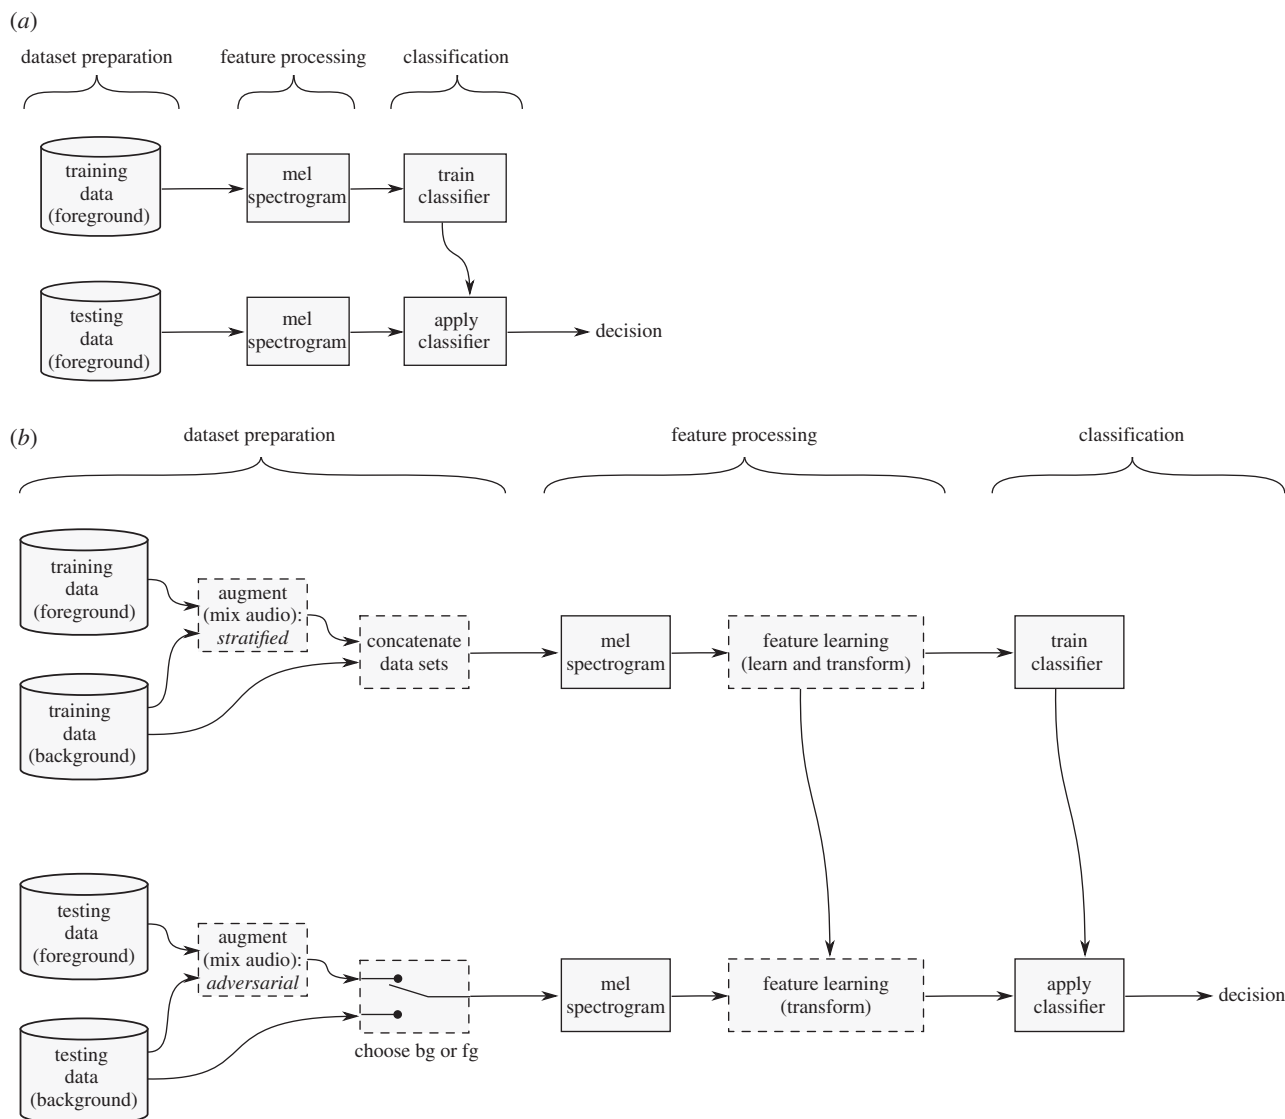 (a)
dataset preparation
feature processing
classification
training
data
(foreground)
mel
spectrogram
train
classifier
testing
data
(foreground)
mel
spectrogram
apply
classifier
decision
(b)
dataset preparation
feature processing
classification
training
data
(foreground)
augment
(mix audio):
stratified
concatenate
data sets
mel
spectrogram
feature learning
(learn and transform)
train
classifier
training
data
(background)
testing
data
(foreground)
augment
(mix audio):
adversarial
choose bg or fg
mel
spectrogram
feature learning
(transform)
apply
classifier
decision
testing
data
(background)